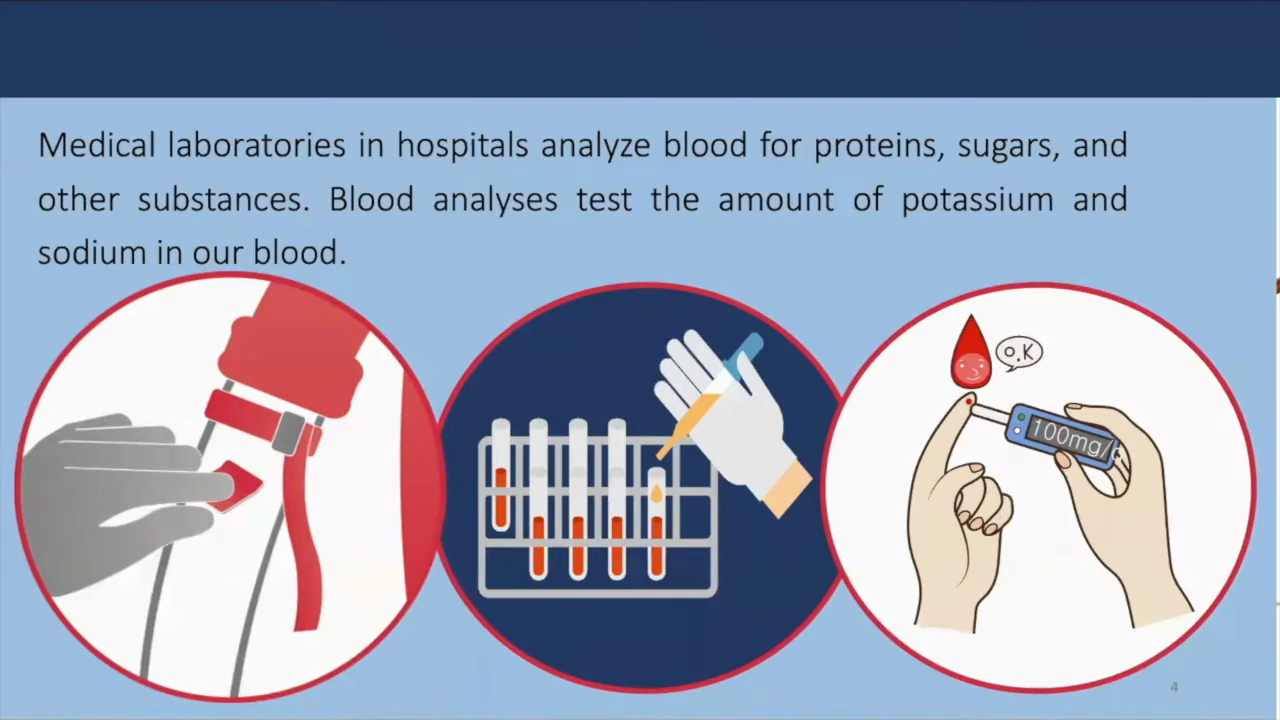 Medical laboratories in hospitals analyze blood for proteins, sugars, and
other substances. Blood analyses test the amount of potassium and
sodium in our blood.
O.K
100mg/
4